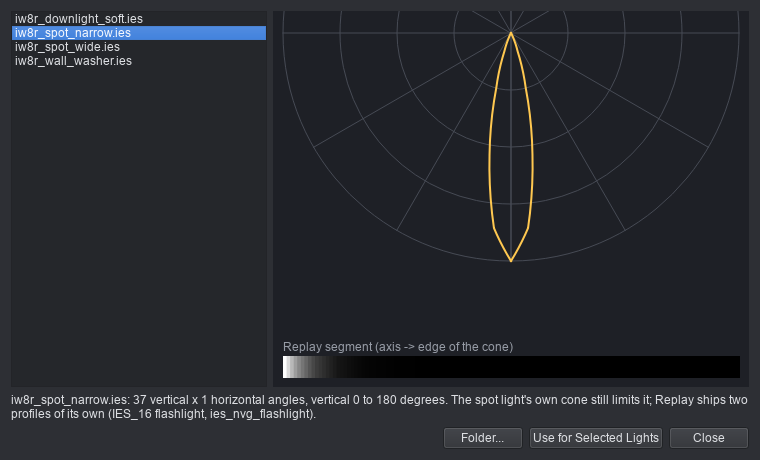 iw8r_downlight_soft.ies
iw8r_spot_narrow.ies
iw8r_spot_wide.ies
iw8r_wall_washer.ies
Replay segment (axis -> edge of the cone)
iw8r_spot_narrow.ies: 37 vertical x 1 horizontal angles, vertical 0 to 180 degrees. The spot light's own cone still limits it; Replay ships two
profiles of its own (IES_16 flashlight, ies_nvg_flashlight).
Folder...
Use for Selected Lights
Close